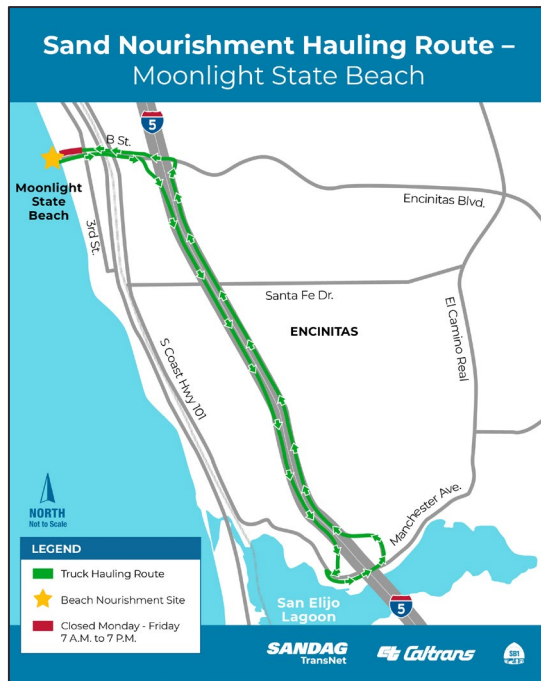 Sand Nourishment Hauling Route –
Moonlight State Beach
5
B St.
Moonlight
State
Beach
Encinitas Blvd.
3rd St.
Santa Fe Dr.
ENCINITAS
El Camino Real
S Coast Hwy 101
Manchester Ave.
NORTH
Not to Scale
LEGEND
Truck Hauling Route
Beach Nourishment Site
Closed Monday - Friday
7 A.M. to 7 P.M.
San Elijo
Lagoon
5
SANDAG
TransNet
Caltrans
SB1